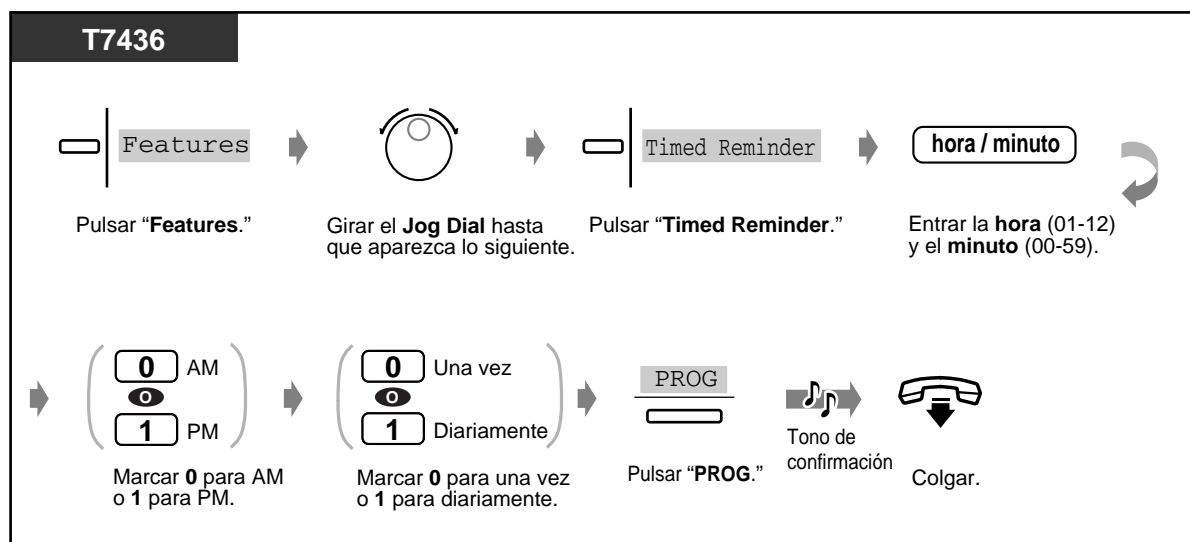 T7436
Features
Timed Reminder
hora / minuto
Pulsar “Features.”
Girar el Jog Dial hasta
que aparezca lo siguiente.
Pulsar “Timed Reminder.”
Entrar la hora (01-12)
y el minuto (00-59).
0 AM
o
1 PM
Marcar 0 para AM
o 1 para PM.
0 Una vez
o
1 Diariamente
Marcar 0 para una vez
o 1 para diariamente.
PROG
Pulsar “PROG.”
Tono de
confirmación
Colgar.